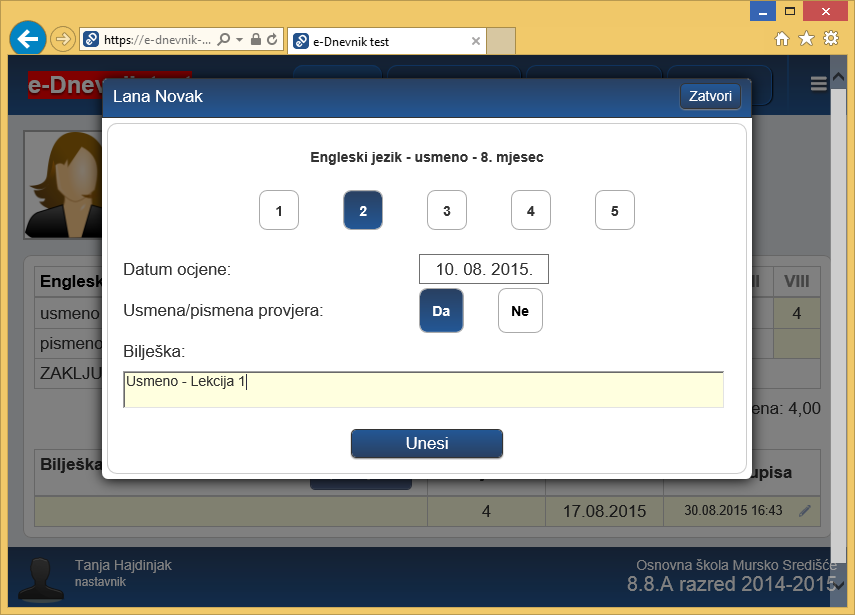 https://e-dnevnik-...
e-Dnevnik test
e-Dnev
Lana Novak
Zatvori
Engleski jezik - usmeno - 8. mjesec
1 2 3 4 5
Datum ocjene: 10. 08. 2015.
Usmena/pismena provjera: Da Ne
Bilješka:
Usmeno - Lekcija 1
Unesi
Englesk
VIII
usmeno 4
pismeno
ZAKLJU
ena: 4,00
Bilješka
upisa
4 17.08.2015 30.08.2015 16:43
Tanja Hajdinjak
nastavnik
Osnovna škola Mursko Središće
8.8.A razred 2014-2015